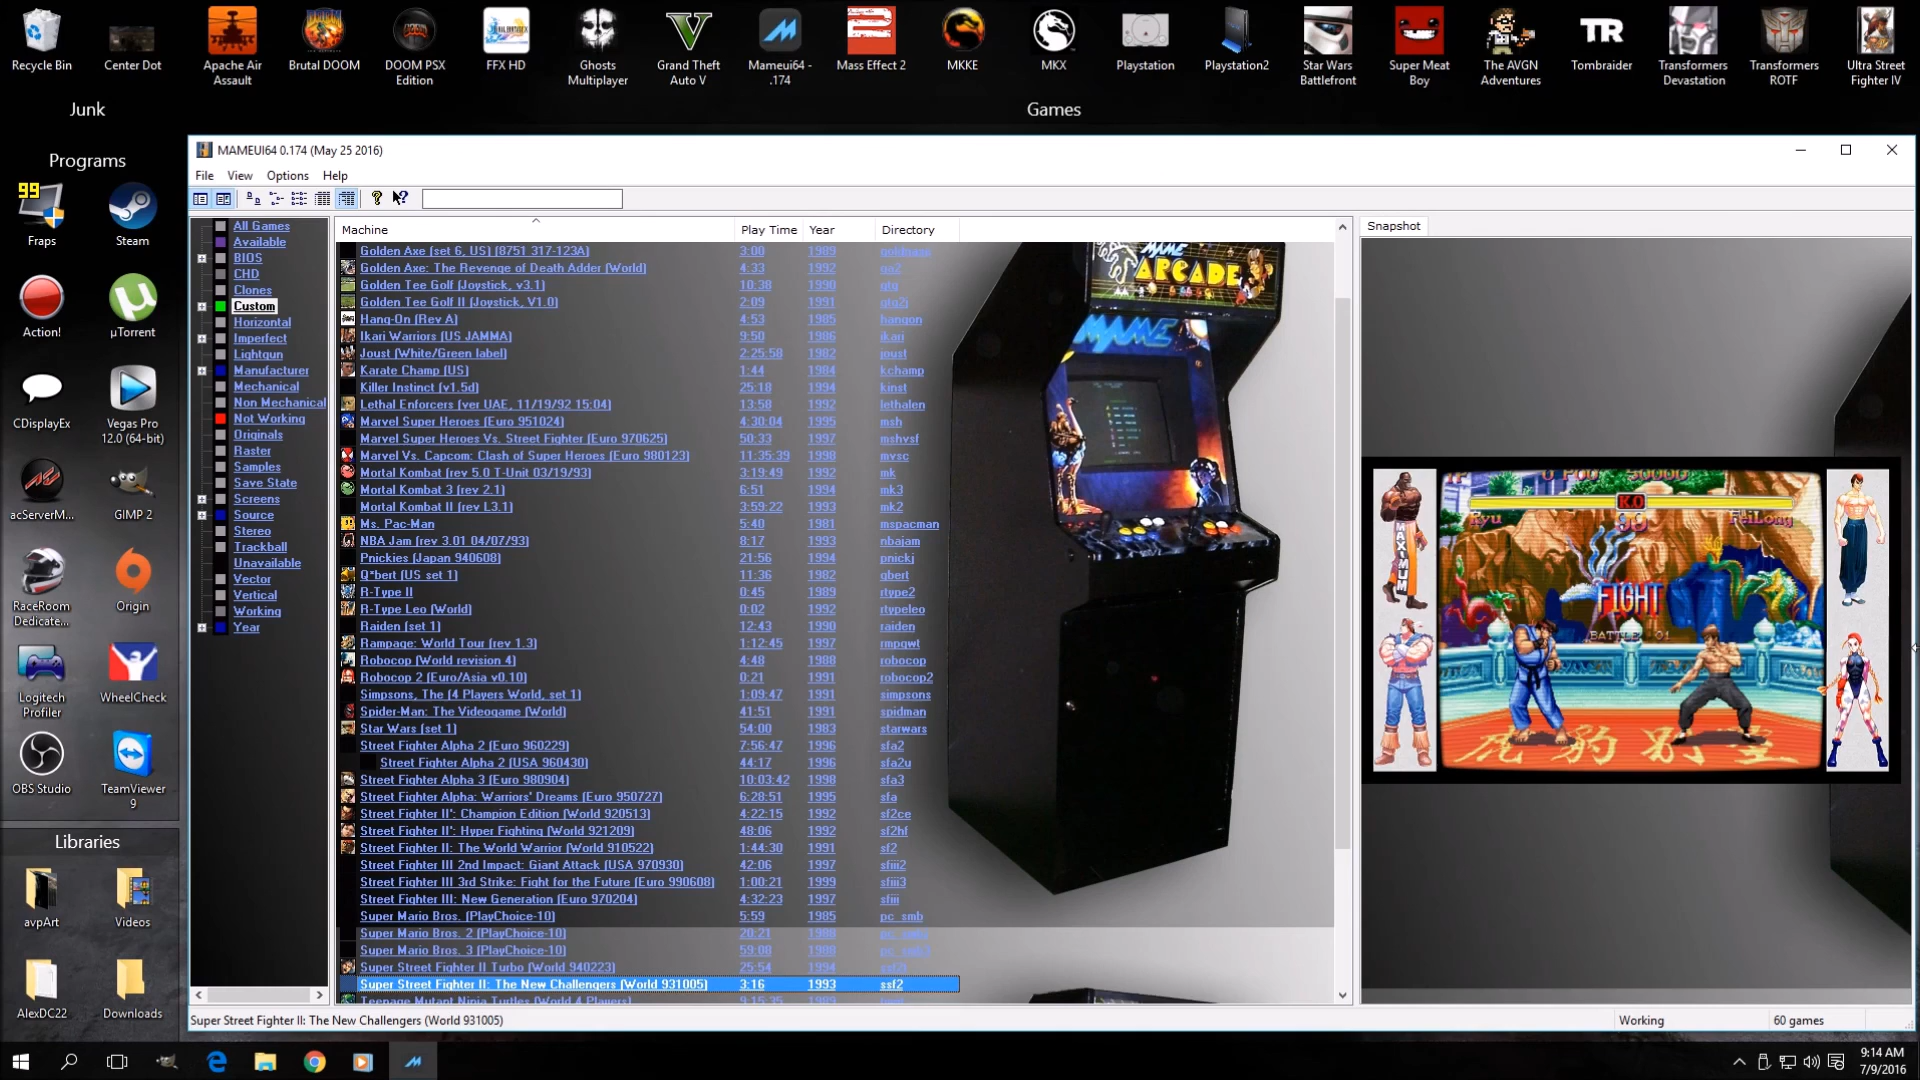 Recycle Bin
Center Dot
Apache Air Assault
Brutal DOOM
DOOM PSX Edition
FFX HD
Ghosts Multiplayer
Grand Theft Auto V
Mameui64 - .174
Mass Effect 2
MKKE
MKX
Playstation
Playstation2
Star Wars Battlefront
Super Meat Boy
The AVGN Adventures
TR
Tombraider
Transformers Devastation
Transformers ROTF
Ultra Street Fighter IV
Junk
Games
Programs
99
Fraps
Steam
Action!
µTorrent
CDisplayEx
Vegas Pro 12.0 (64-bit)
acServerM...
GIMP 2
RaceRoom Dedicate...
Origin
Logitech Profiler
WheelCheck
OBS Studio
TeamViewer 9
Libraries
avpArt
Videos
AlexDC22
Downloads
MAMEUI64 0.174 (May 25 2016)
File View Options Help
All Games
Available
BIOS
CHD
Clones
Custom
Horizontal
Imperfect
Lightgun
Manufacturer
Mechanical
Non Mechanical
Not Working
Originals
Raster
Samples
Save State
Screens
Source
Stereo
Trackball
Unavailable
Vector
Vertical
Working
Year
Machine Play Time Year Directory
Golden Axe (set 6, US) (8751 317-123A) 3:00 1989
Golden Axe: The Revenge of Death Adder (World) 4:33 1992 ga2
Golden Tee Golf (Joystick, v3.1) 10:38 1990 gtg
Golden Tee Golf II (Joystick, V1.0) 2:09 1991 gtg2j
Hang-On (Rev A) 4:53 1985 hangon
Ikari Warriors (US JAMMA) 9:50 1986 ikari
Joust (White/Green label) 2:25:58 1982 joust
Karate Champ (US) 1:44 1984 kchamp
Killer Instinct (v1.5d) 25:18 1994 kinst
Lethal Enforcers (ver UAE, 11/19/92 15:04) 13:58 1992 lethalen
Marvel Super Heroes (Euro 951024) 4:30:04 1995 msh
Marvel Super Heroes Vs. Street Fighter (Euro 970625) 50:33 1997 mshvsf
Marvel Vs. Capcom: Clash of Super Heroes (Euro 980123) 11:35:39 1998 mvsc
Mortal Kombat (rev 5.0 T-Unit 03/19/93) 3:19:49 1992 mk
Mortal Kombat 3 (rev 2.1) 6:51 1994 mk3
Mortal Kombat II (rev L3.1) 3:59:22 1993 mk2
Ms. Pac-Man 5:40 1981 mspacman
NBA Jam (rev 3.01 04/07/93) 8:17 1993 nbajam
Pnickies (Japan 940608) 21:56 1994 pnickj
Q*bert (US set 1) 11:36 1982 qbert
R-Type II 0:45 1989 rtype2
R-Type Leo (World) 0:02 1992 rtypeleo
Raiden (set 1) 12:43 1990 raiden
Rampage: World Tour (rev 1.3) 1:12:45 1997 rmpgwt
Robocop (World revision 4) 4:48 1988 robocop
Robocop 2 (Euro/Asia v0.10) 0:21 1991 robocop2
Simpsons, The (4 Players World, set 1) 1:09:47 1991 simpsons
Spider-Man: The Videogame (World) 41:51 1991 spidman
Star Wars (set 1) 54:00 1983 starwars
Street Fighter Alpha 2 (Euro 960229) 7:56:47 1996 sfa2
Street Fighter Alpha 2 (USA 960430) 44:17 1996 sfa2u
Street Fighter Alpha 3 (Euro 980904) 10:03:42 1998 sfa3
Street Fighter Alpha: Warriors' Dreams (Euro 950727) 6:28:51 1995 sfa
Street Fighter II': Champion Edition (World 920513) 4:22:15 1992 sf2ce
Street Fighter II': Hyper Fighting (World 921209) 48:06 1992 sf2hf
Street Fighter II: The World Warrior (World 910522) 1:44:30 1991 sf2
Street Fighter III 2nd Impact: Giant Attack (USA 970930) 42:06 1997 sfiii2
Street Fighter III 3rd Strike: Fight for the Future (Euro 990608) 1:00:21 1999 sfiii3
Street Fighter III: New Generation (Euro 970204) 4:32:23 1997 sfiii
Super Mario Bros. (PlayChoice-10) 5:59 1985 pc_smb
Super Mario Bros. 2 (PlayChoice-10) 20:21 1988
Super Mario Bros. 3 (PlayChoice-10) 59:08 1988
Super Street Fighter II Turbo (World 940223) 25:54 1994
Super Street Fighter II: The New Challengers (World 931005) 3:16 1993 ssf2
Teenage Mutant Ninja Turtles (World 4 Players) 9:15:35 1989
MAME
ARCADE
MAME
Snapshot
KO
Ryu
99
FeiLong
FIGHT
BATTLE 01
MAXIMUM
Super Street Fighter II: The New Challengers (World 931005)
Working
60 games
9:14 AM
7/9/2016